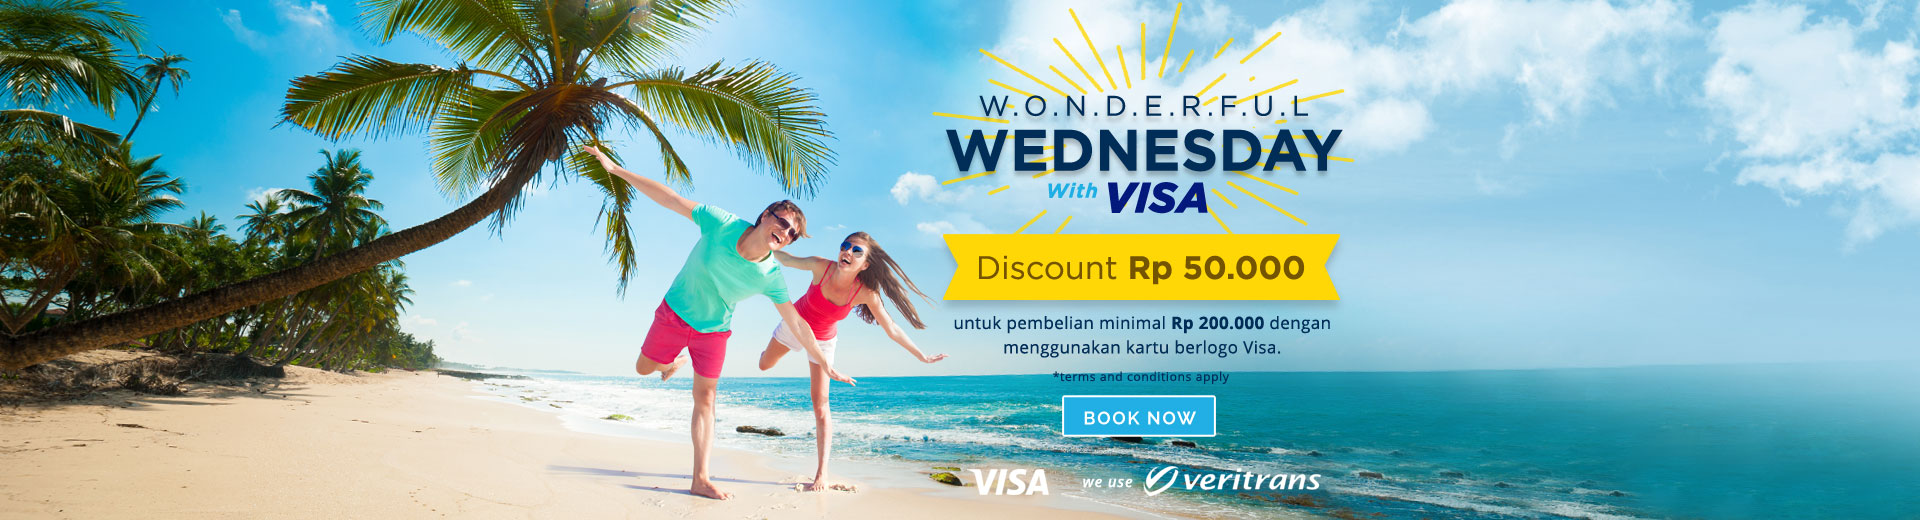 W.O.N.D.E.R.F.U.L
WEDNESDAY
With VISA
Discount Rp 50.000
untuk pembelian minimal Rp 200.000 dengan
menggunakan kartu berlogo Visa.
*terms and conditions apply
BOOK NOW
VISA we use veritrans